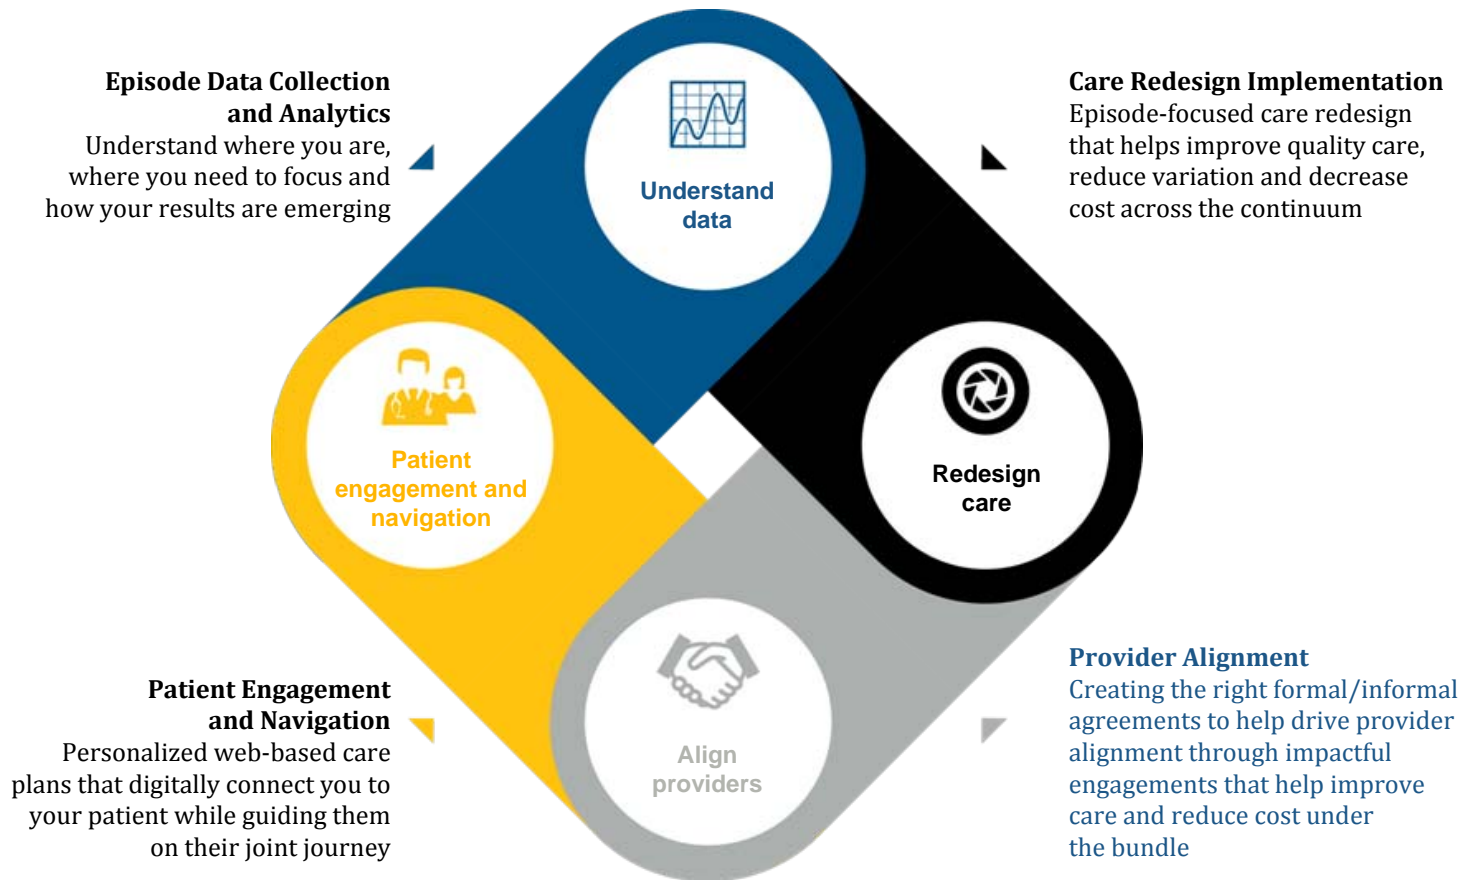 Episode Data Collection
and Analytics
Understand where you are,
where you need to focus and
how your results are emerging
Understand
data
Care Redesign Implementation
Episode-focused care redesign
that helps improve quality care,
reduce variation and decrease
cost across the continuum
Patient
engagement and
navigation
Redesign
care
Patient Engagement
and Navigation
Personalized web-based care
plans that digitally connect you to
your patient while guiding them
on their joint journey
Align
providers
Provider Alignment
Creating the right formal/informal
agreements to help drive provider
alignment through impactful
engagements that help improve
care and reduce cost under
the bundle